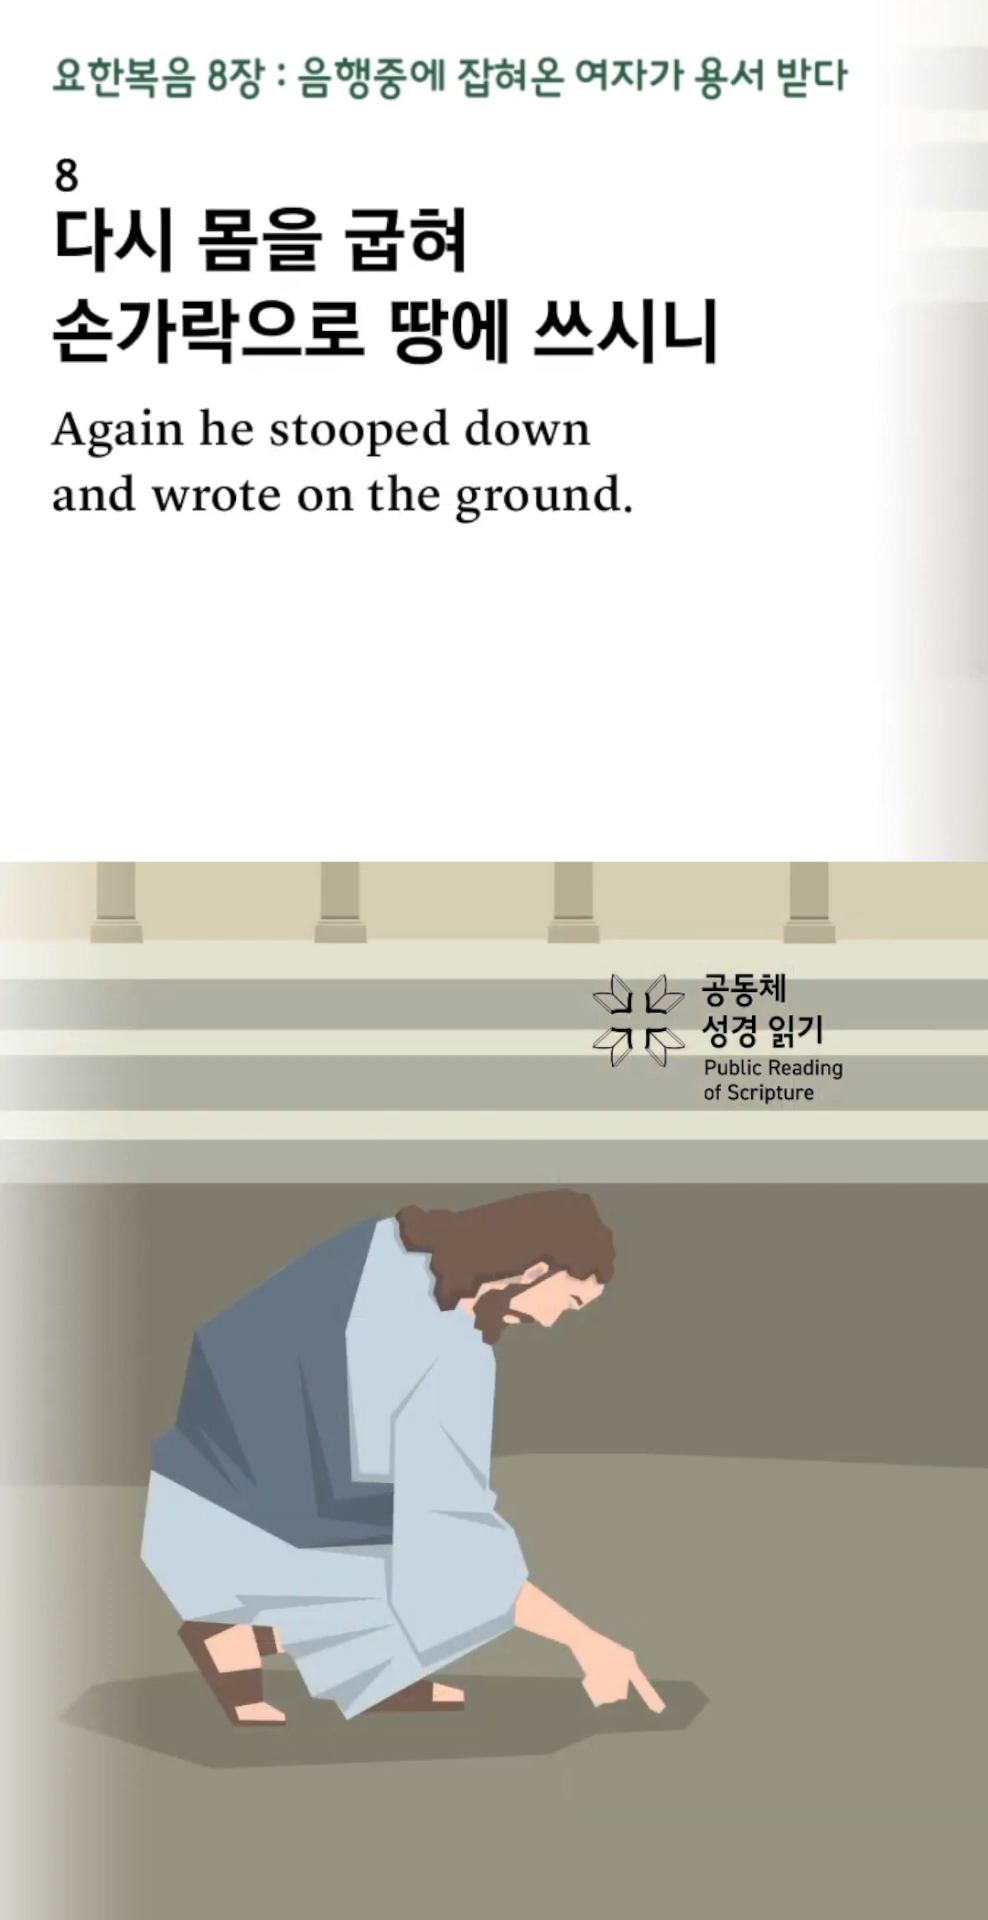 요한복음 8장 : 음행중에 잡혀온 여자가 용서 받다
8
다시 몸을 굽혀
손가락으로 땅에 쓰시니
Again he stooped down
and wrote on the ground.
공동체
성경 읽기
Public Reading
of Scripture